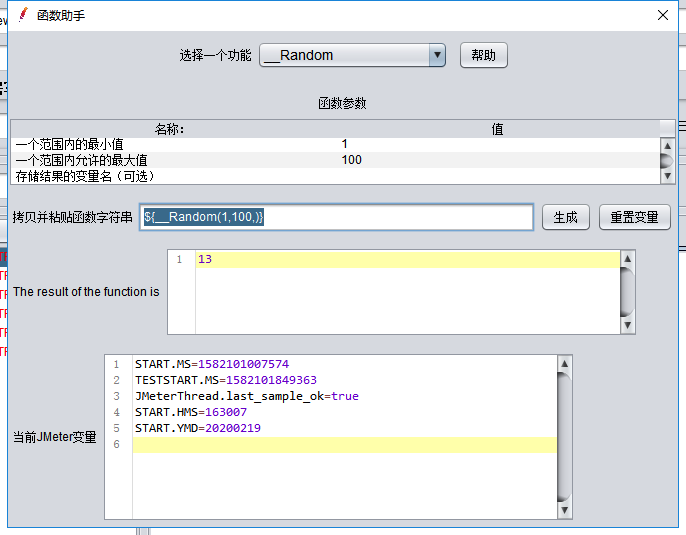 函数助手
选择一个功能 __Random 帮助
函数参数
名称: 值
一个范围内的最小值 1
一个范围内允许的最大值 100
存储结果的变量名（可选）
拷贝并粘贴函数字符串 ${__Random(1,100,)} 生成 重置变量
The result of the function is
1 13
当前JMeter变量
1 START.MS=1582101007574
2 TESTSTART.MS=1582101849363
3 JMeterThread.last_sample_ok=true
4 START.HMS=163007
5 START.YMD=20200219
6